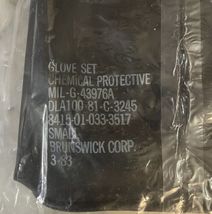 GLOVE SET
CHEMICAL PROTECTIVE
MIL-G-43976A
DLA100-81-C-3245
8415-01-033-3517
SMALL
BRUNSWICK CORP.
3-83